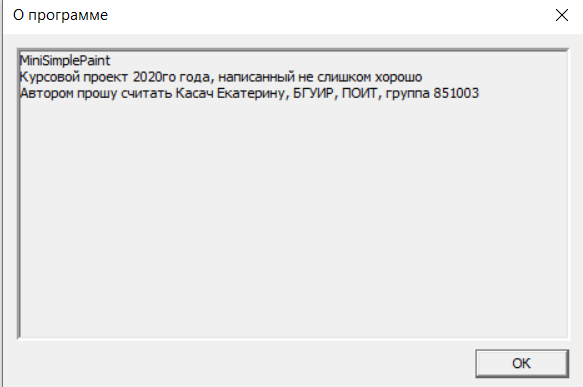 О программе
MiniSimplePaint
Курсовой проект 2020го года, написанный не слишком хорошо
Автором прошу считать Касач Екатерину, БГУИР, ПОИТ, группа 851003
OK